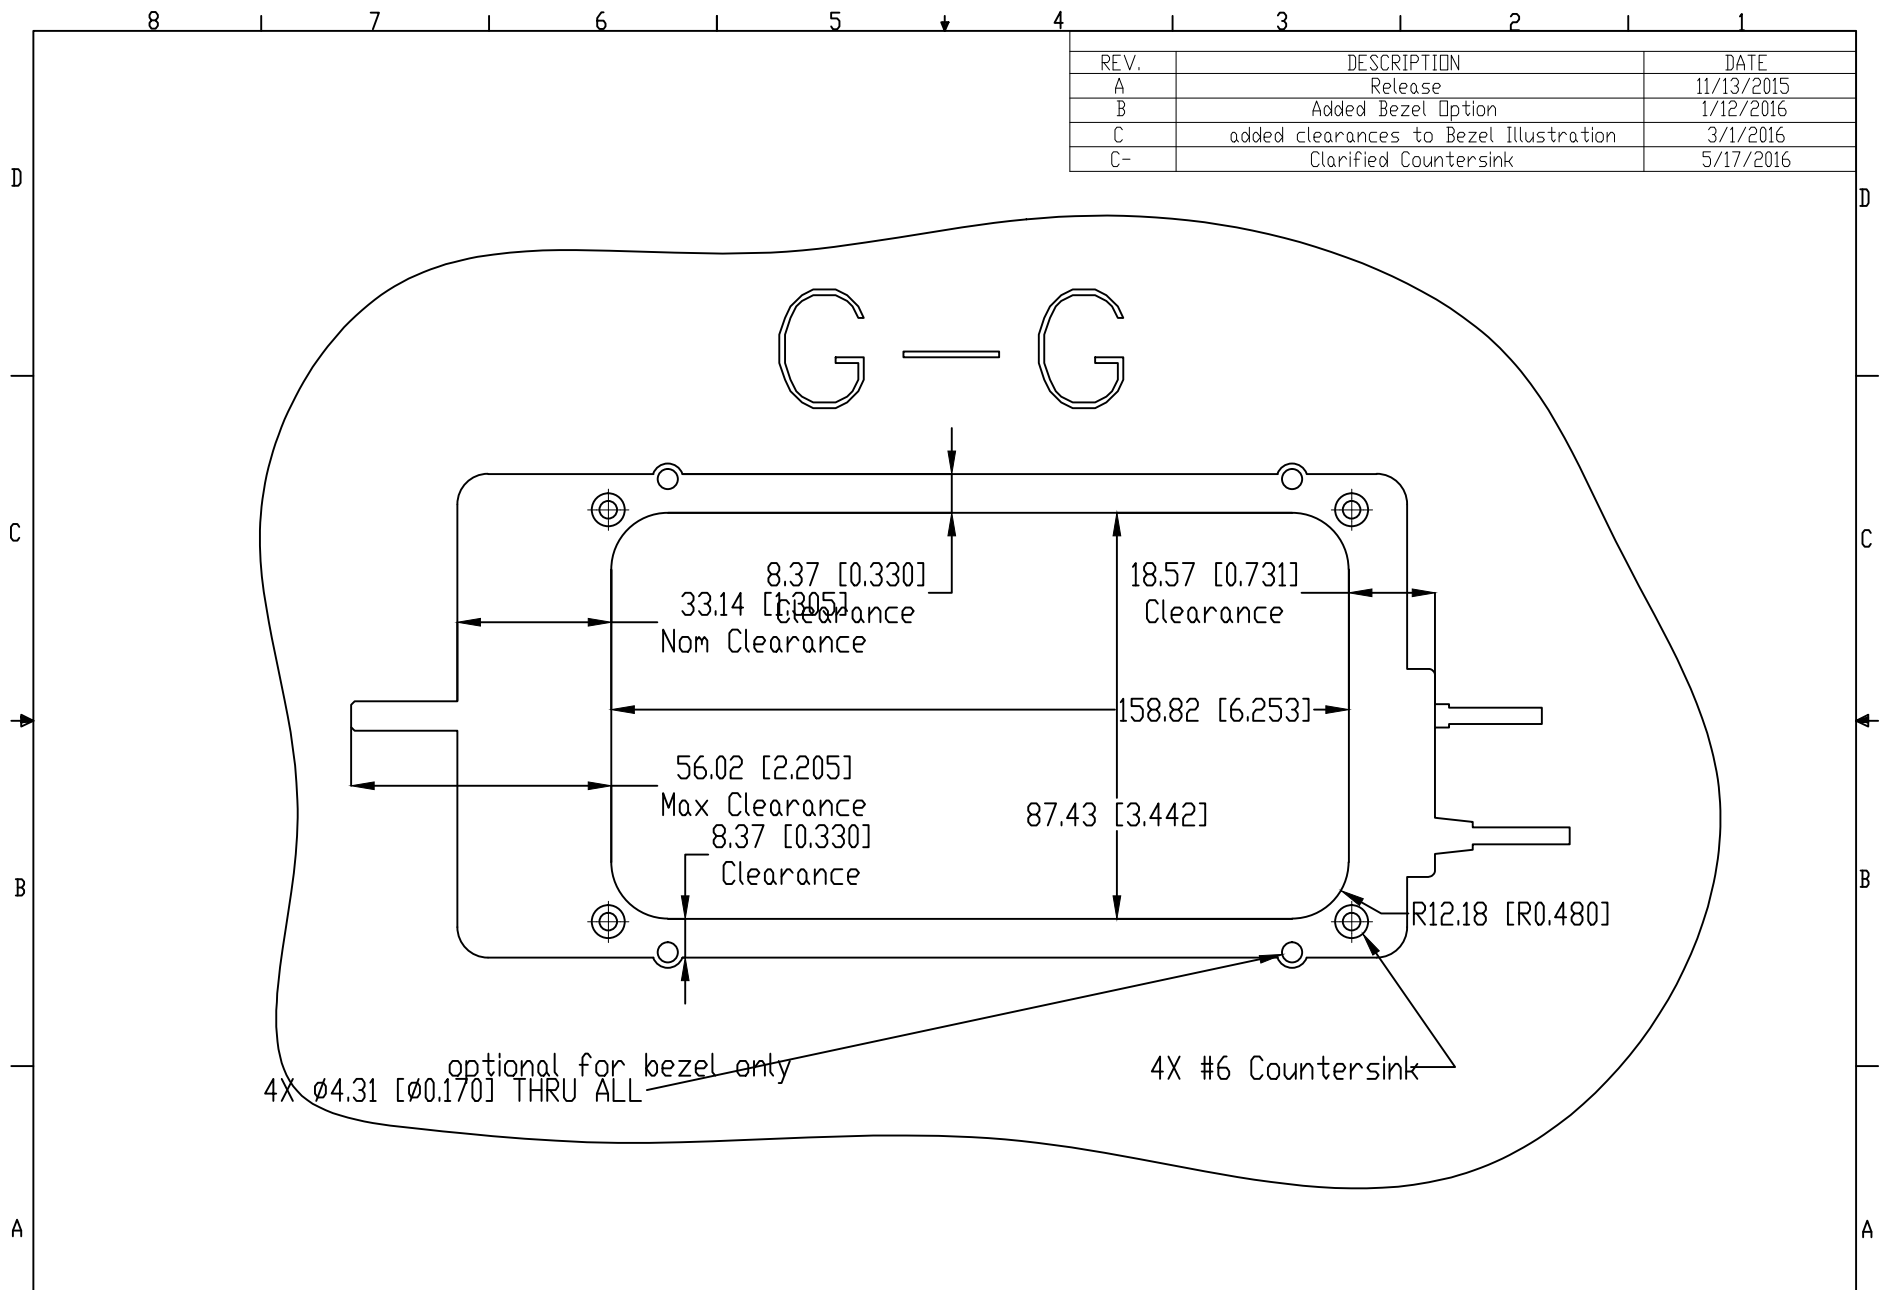 8 7 6 5 4 3 2 1
REV. DESCRIPTION DATE
A Release 11/13/2015
B Added Bezel Option 1/12/2016
C added clearances to Bezel Illustration 3/1/2016
C- Clarified Countersink 5/17/2016
D D
G-G
C C
8.37 [0.330]
Clearance
18.57 [0.731]
Clearance
33.14 [1.305]
Nom Clearance
158.82 [6.253]
56.02 [2.205]
Max Clearance
87.43 [3.442]
8.37 [0.330]
Clearance
B B
R12.18 [R0.480]
optional for bezel only
4X Ø4.31 [Ø0.170] THRU ALL
4X #6 Countersink
A A